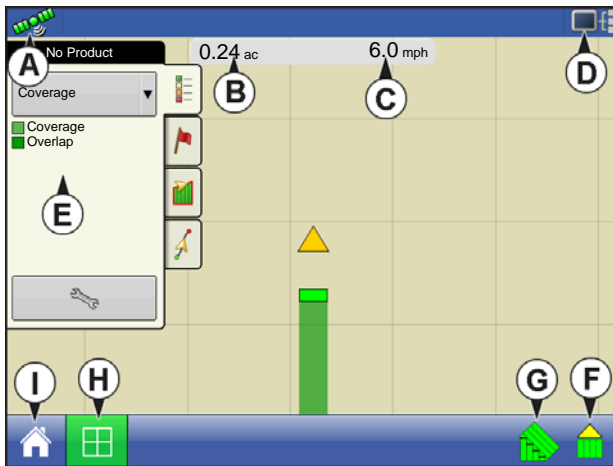 A
No Product
0.24 ac
6.0 mph
B
C
D
Coverage
Coverage
Overlap
E
I
H
G
F